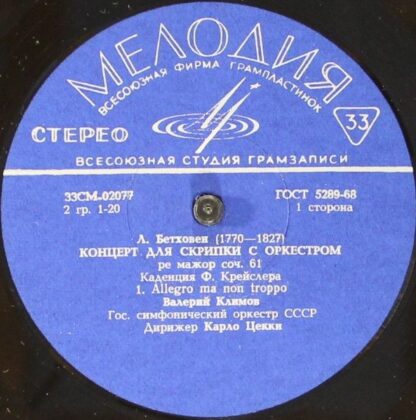 МЕЛОДИЯ
ВСЕСОЮЗНАЯ ФИРМА ГРАМПЛАСТИНОК
СТЕРЕО
33
ВСЕСОЮЗНАЯ СТУДИЯ ГРАМЗАПИСИ
33СМ-02077 ГОСТ 5289-68
2 гр. 1-20 1 сторона
Л. Бетховен (1770—1827)
КОНЦЕРТ ДЛЯ СКРИПКИ С ОРКЕСТРОМ
ре мажор соч. 61
Каденция Ф. Крейслера
1. Allegro ma non troppo
Валерий Климов
Гос. симфонический оркестр СССР
Дирижер Карло Цекки